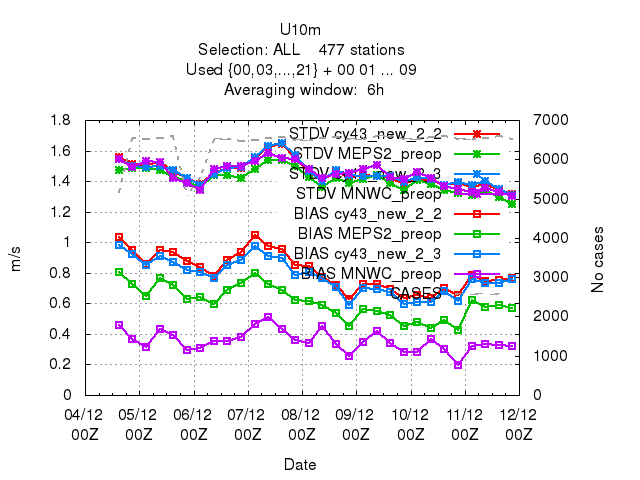 U10m
Selection: ALL 477 stations
Used {00,03,...,21} + 00 01 ... 09
Averaging window: 6h
1.8 7000
STDV cy43_new_2_2
1.6 6000
STDV MEPS2_preop
STDV cy43_new_2_3
1.4 5000
STDV MNWC_preop
1.2
BIAS cy43_new_2_2
1 4000
BIAS MEPS2_preop
BIAS cy43_new_2_3
0.8 3000
BIAS MNWC_preop
CASES
0.6 2000
0.4 1000
0.2
0 0
m/s
No cases
04/12 05/12 06/12 07/12 08/12 09/12 10/12 11/12 12/12
00Z 00Z 00Z 00Z 00Z 00Z 00Z 00Z 00Z
Date